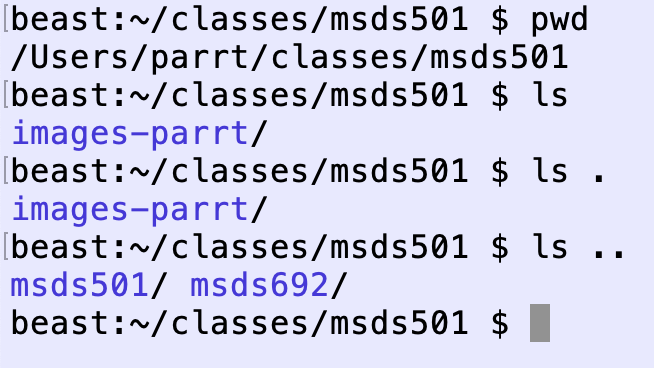 beast:~/classes/msds501 $ pwd
/Users/parrt/classes/msds501
beast:~/classes/msds501 $ ls
images-parrt/
beast:~/classes/msds501 $ ls .
images-parrt/
beast:~/classes/msds501 $ ls ..
msds501/ msds692/
beast:~/classes/msds501 $